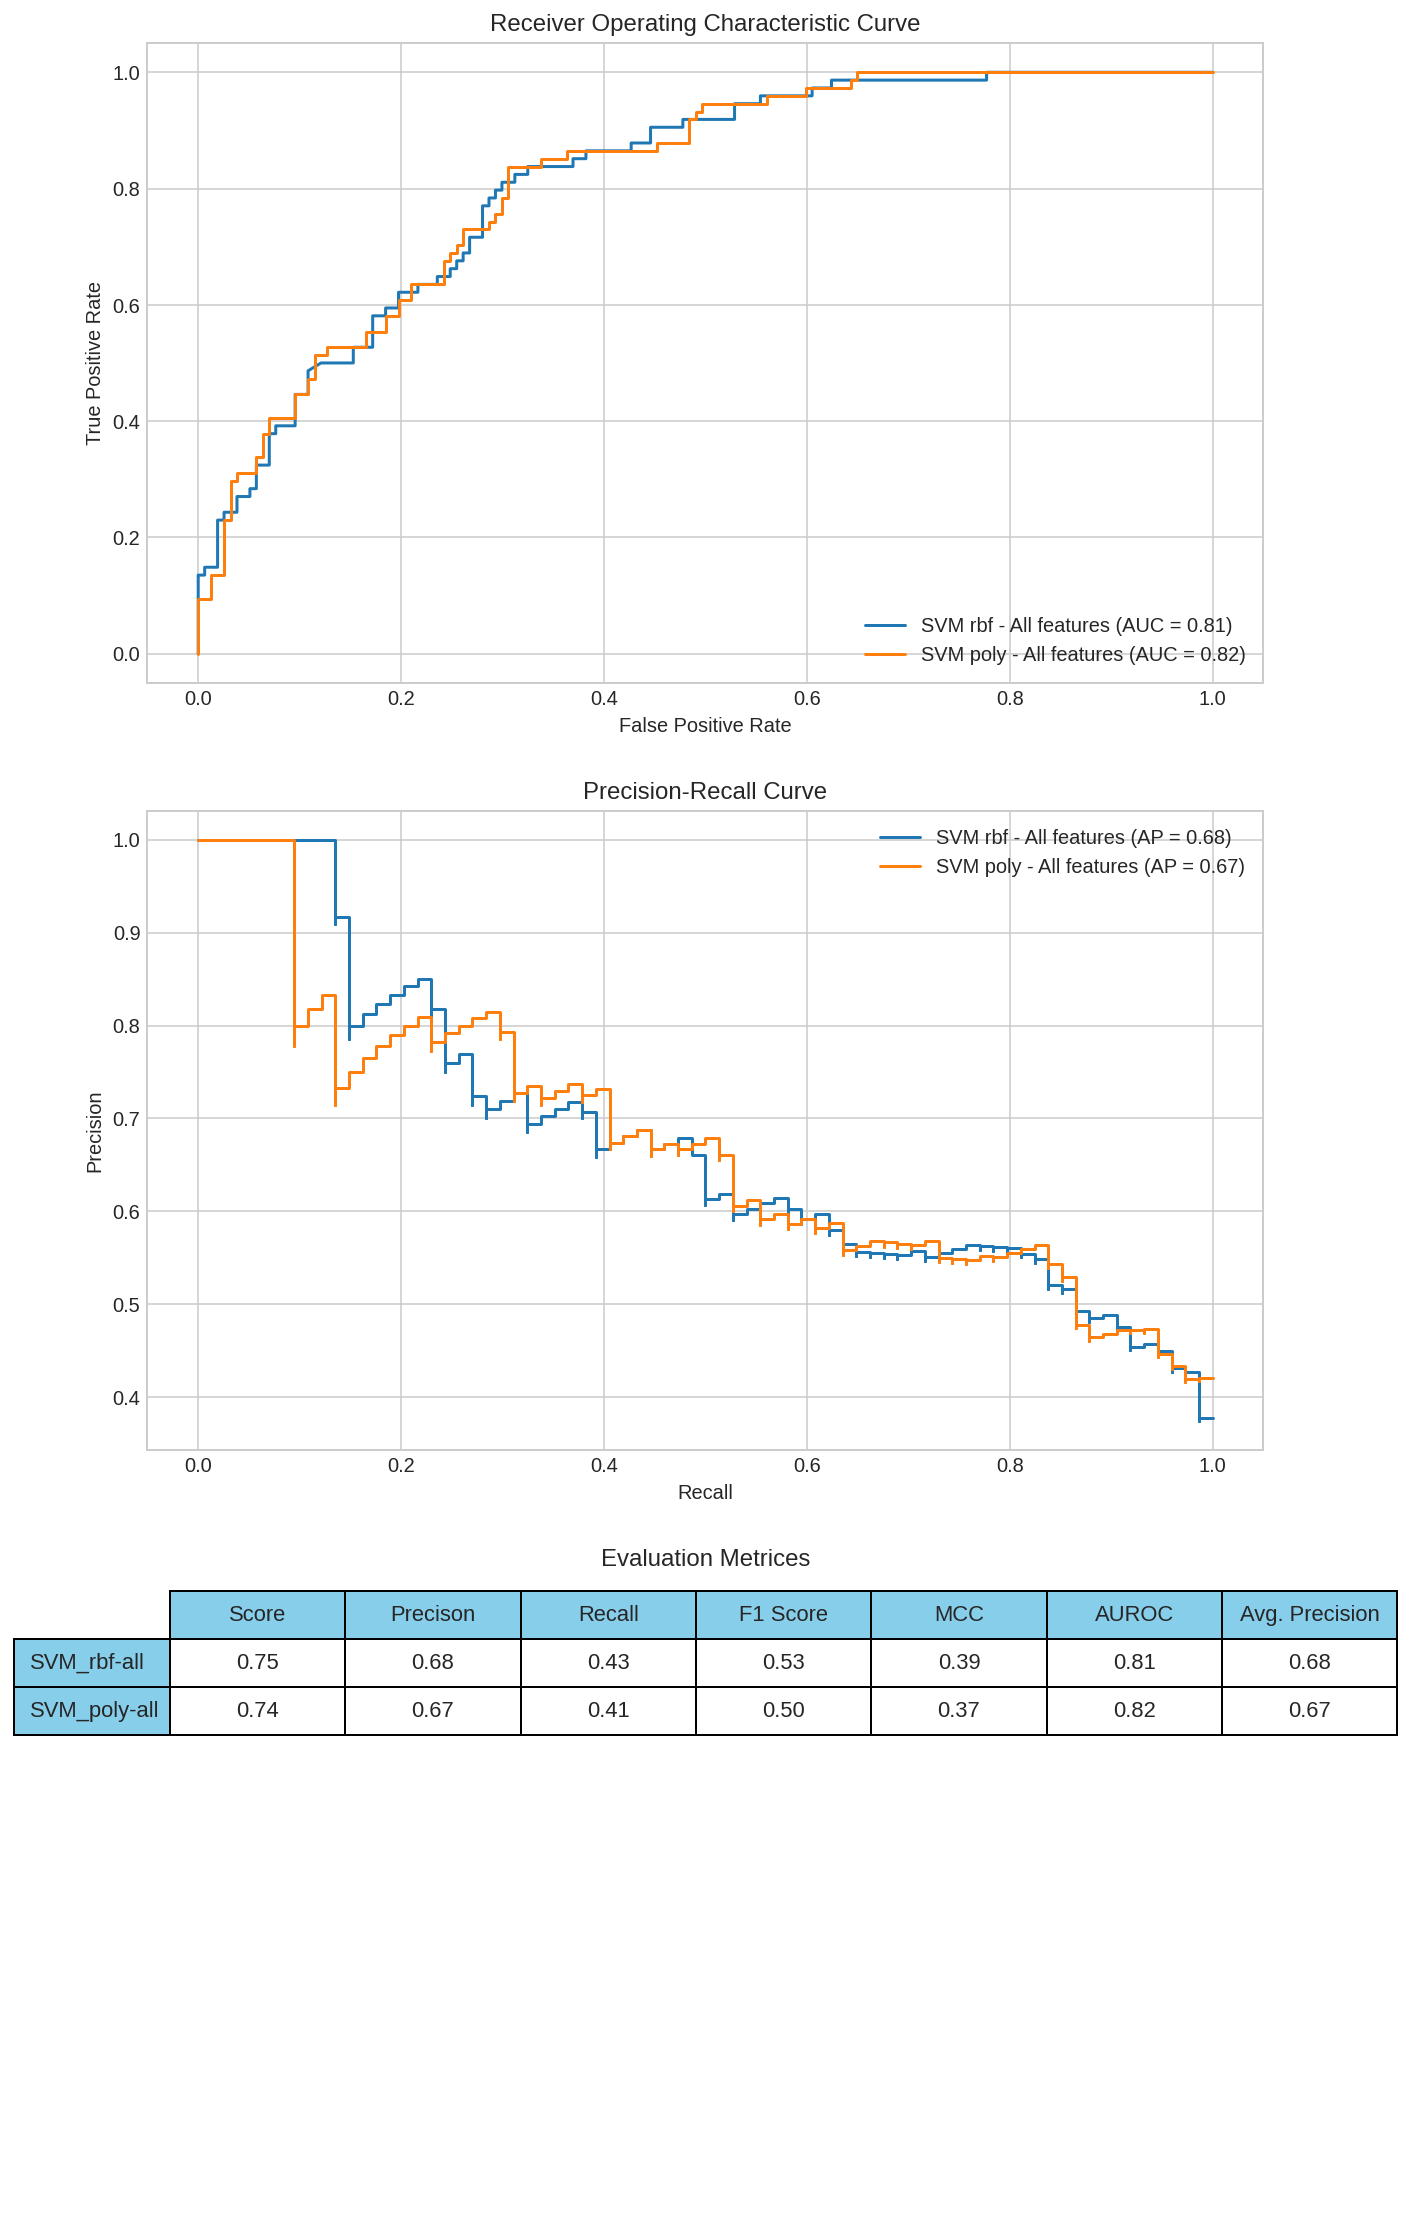 Receiver Operating Characteristic Curve
1.0
0.8
0.6
0.4
0.2
0.0
True Positive Rate
SVM rbf - All features (AUC = 0.81)
SVM poly - All features (AUC = 0.82)
0.0 0.2 0.4 0.6 0.8 1.0
False Positive Rate
Precision-Recall Curve
1.0
0.9
0.8
0.7
0.6
0.5
0.4
Precision
SVM rbf - All features (AP = 0.68)
SVM poly - All features (AP = 0.67)
0.0 0.2 0.4 0.6 0.8 1.0
Recall
Evaluation Metrices
Score Precison Recall F1 Score MCC AUROC Avg. Precision
SVM_rbf-all 0.75 0.68 0.43 0.53 0.39 0.81 0.68
SVM_poly-all 0.74 0.67 0.41 0.50 0.37 0.82 0.67